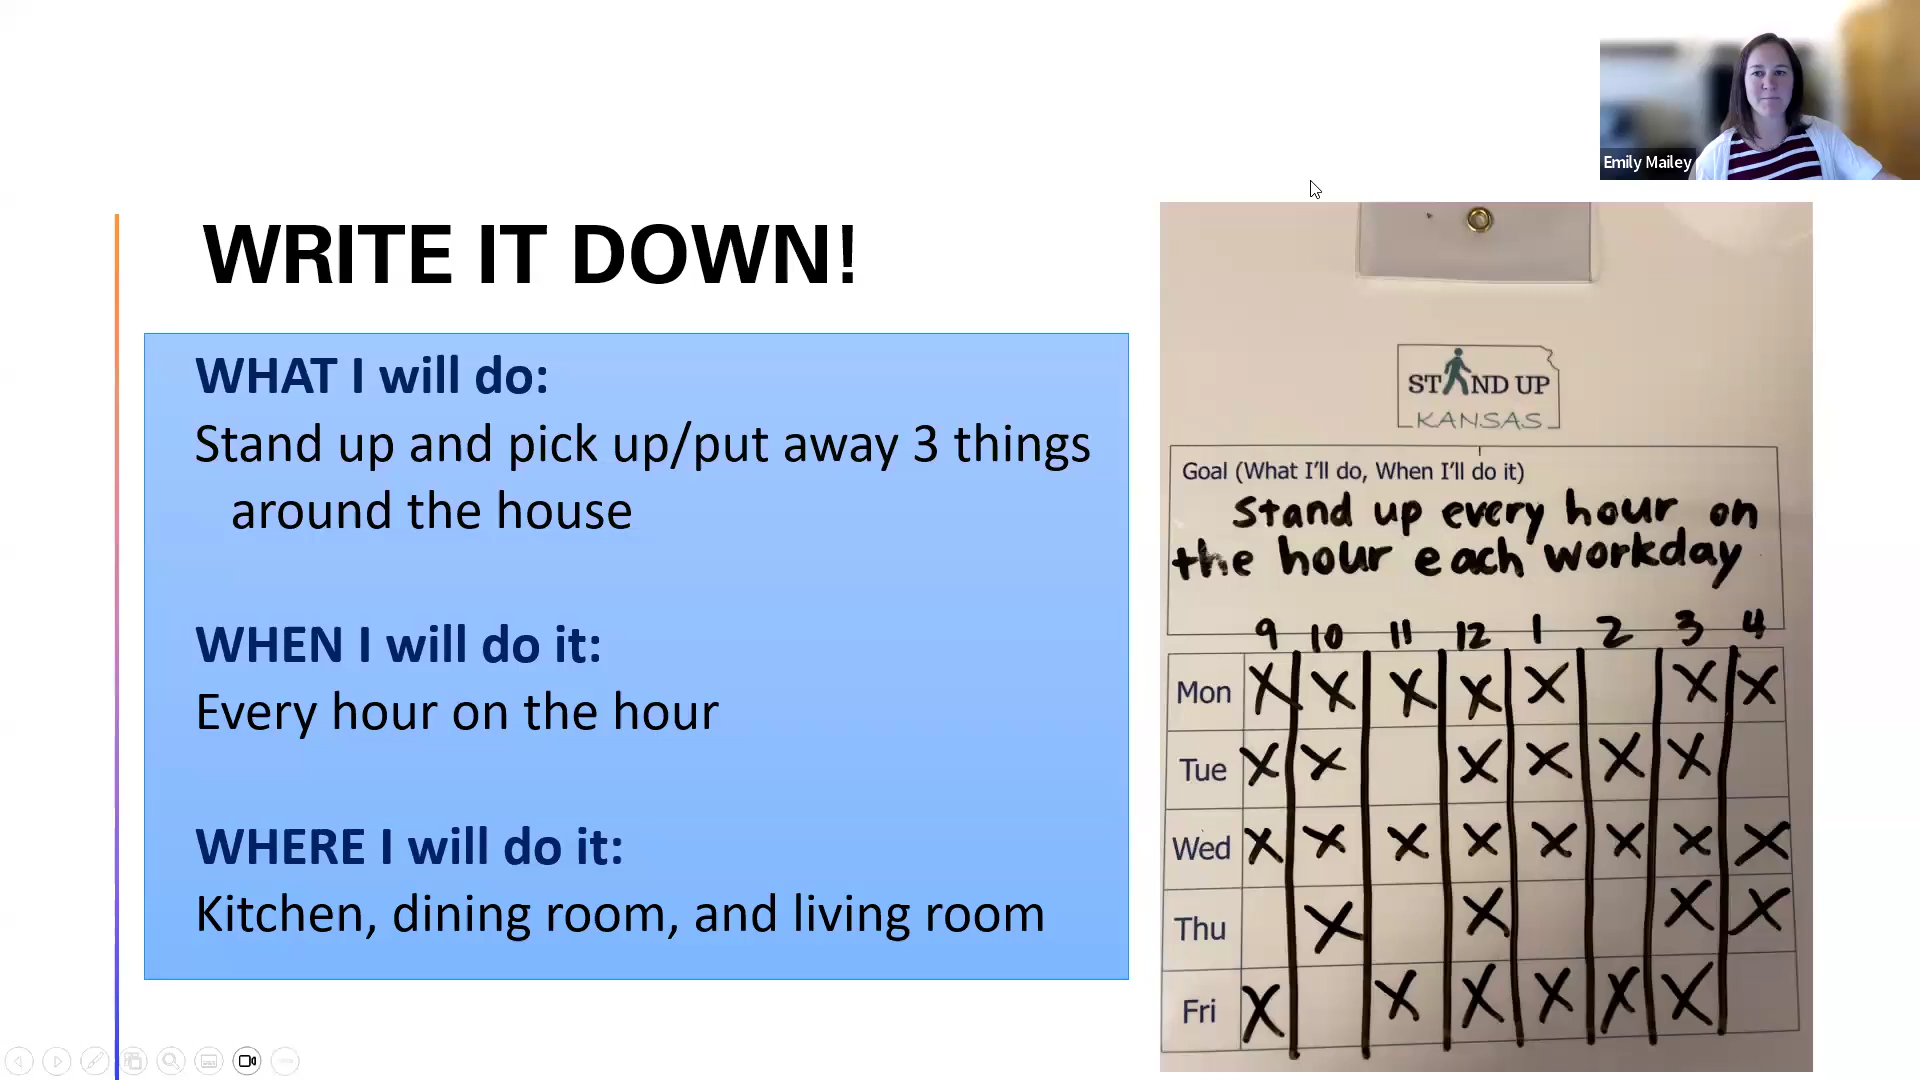 Emily Mailey
WRITE IT DOWN!
WHAT I will do:
Stand up and pick up/put away 3 things
around the house
WHEN I will do it:
Every hour on the hour
WHERE I will do it:
Kitchen, dining room, and living room
STAND UP
KANSAS
Goal (What I'll do, When I'll do it)
Stand up every hour on
the hour each workday
9 10 11 12 1 2 3 4
Mon X X X X X X X
Tue X X X X X X
Wed X X X X X X X X
Thu X X X X
Fri X X X X X X